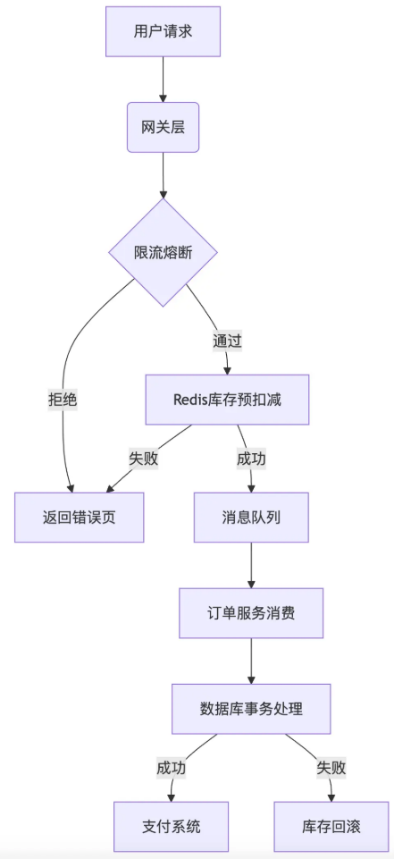 用户请求
网关层
限流熔断
通过
Redis库存预扣减
拒绝
失败
成功
返回错误页
消息队列
订单服务消费
数据库事务处理
成功
失败
支付系统
库存回滚